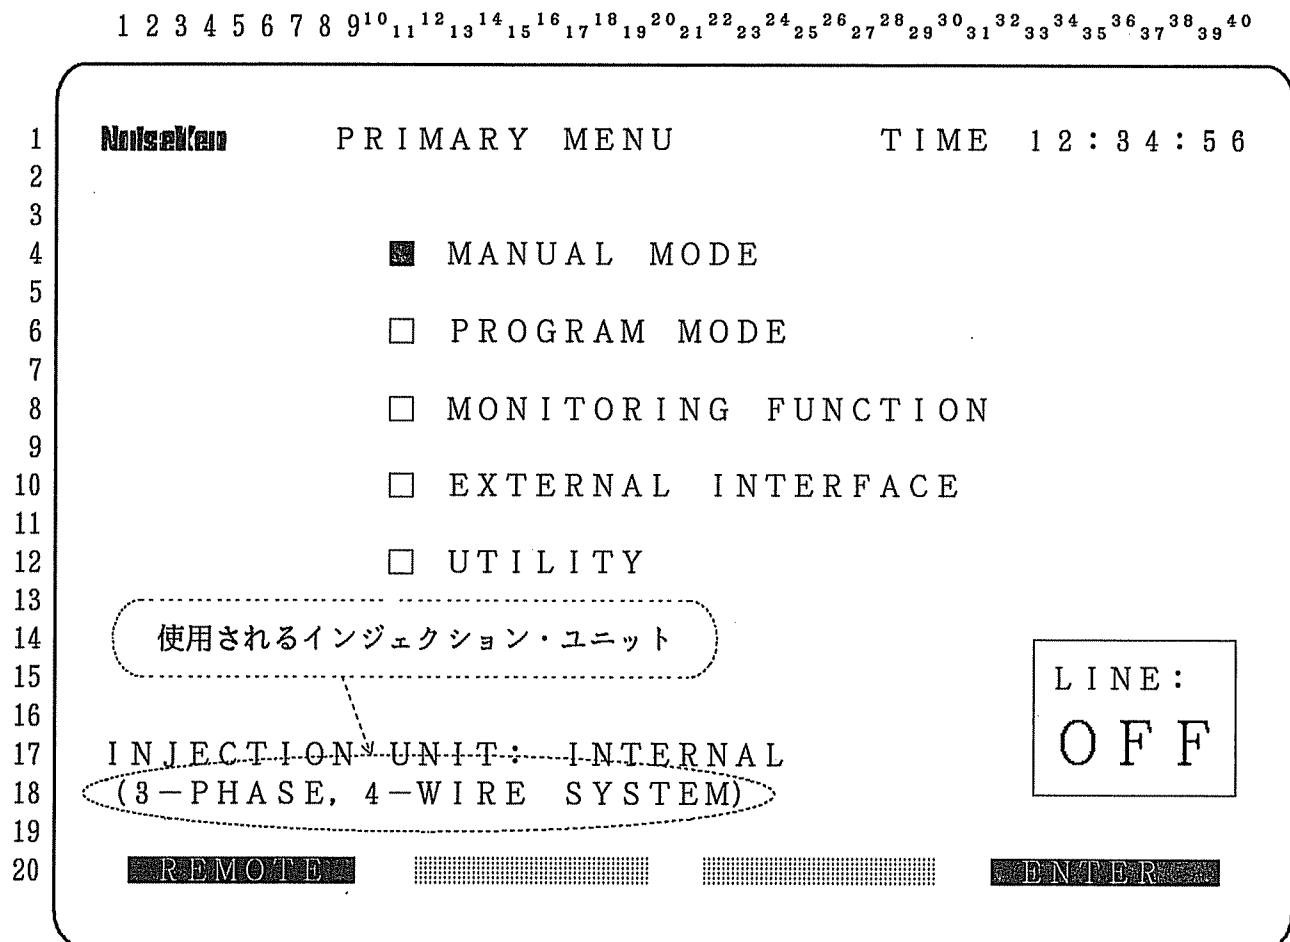 1 2 3 4 5 6 7 8 9 10 11 12 13 14 15 16 17 18 19 20 21 22 23 24 25 26 27 28 29 30 31 32 33 34 35 36 37 38 39 40
1 NoiseKen PRIMARY MENU TIME 12:34:56
2
3
4 MANUAL MODE
5
6 PROGRAM MODE
7
8 MONITORING FUNCTION
9
10 EXTERNAL INTERFACE
11
12 UTILITY
13
14 使用されるインジェクション・ユニット
15 LINE:
16
17 INJECTION UNIT: INTERNAL OFF
18 (3-PHASE, 4-WIRE SYSTEM)
19
20 REMOTE ENTER